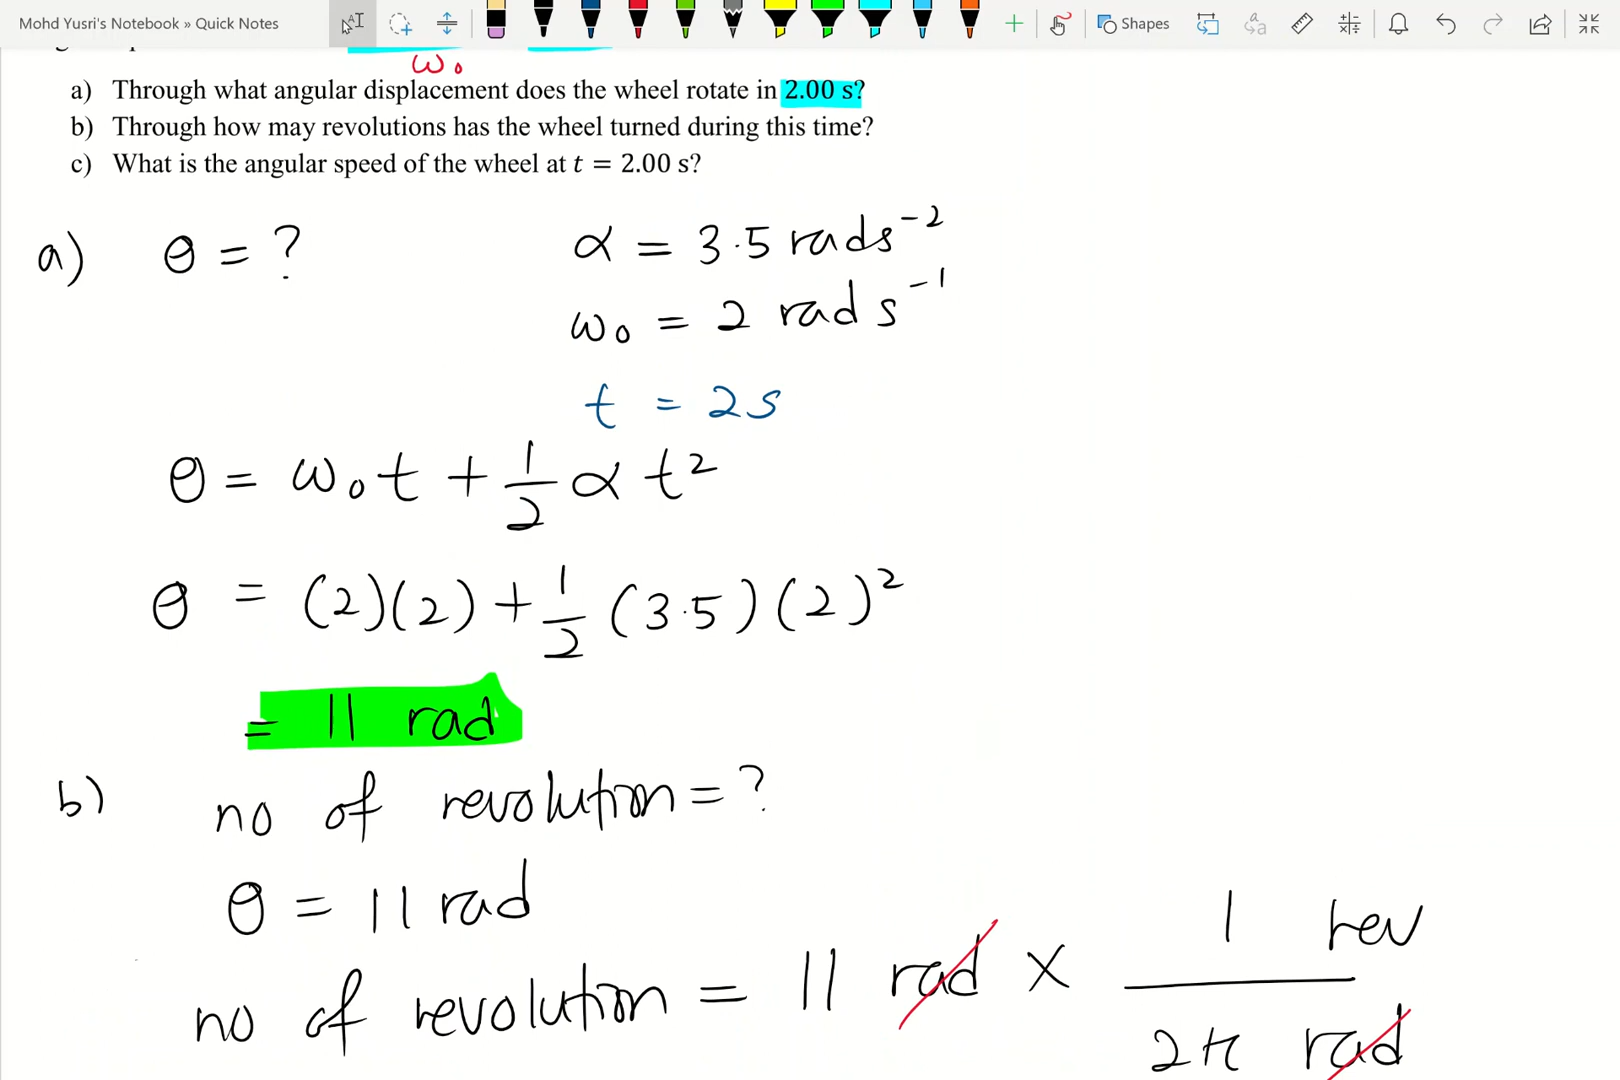 Mohd Yusri's Notebook » Quick Notes
Shapes
ω₀
a) Through what angular displacement does the wheel rotate in 2.00 s?
b) Through how may revolutions has the wheel turned during this time?
c) What is the angular speed of the wheel at t = 2.00 s?
a) θ = ? α = 3.5 rads⁻²
ω₀ = 2 rad s⁻¹
t = 2s
θ = ω₀t + 1/2 α t²
θ = (2)(2) + 1/2 (3.5)(2)²
= 11 rad
b) no of revolution = ?
θ = 11 rad
no of revolution = 11 rad × 1 rev / 2π rad